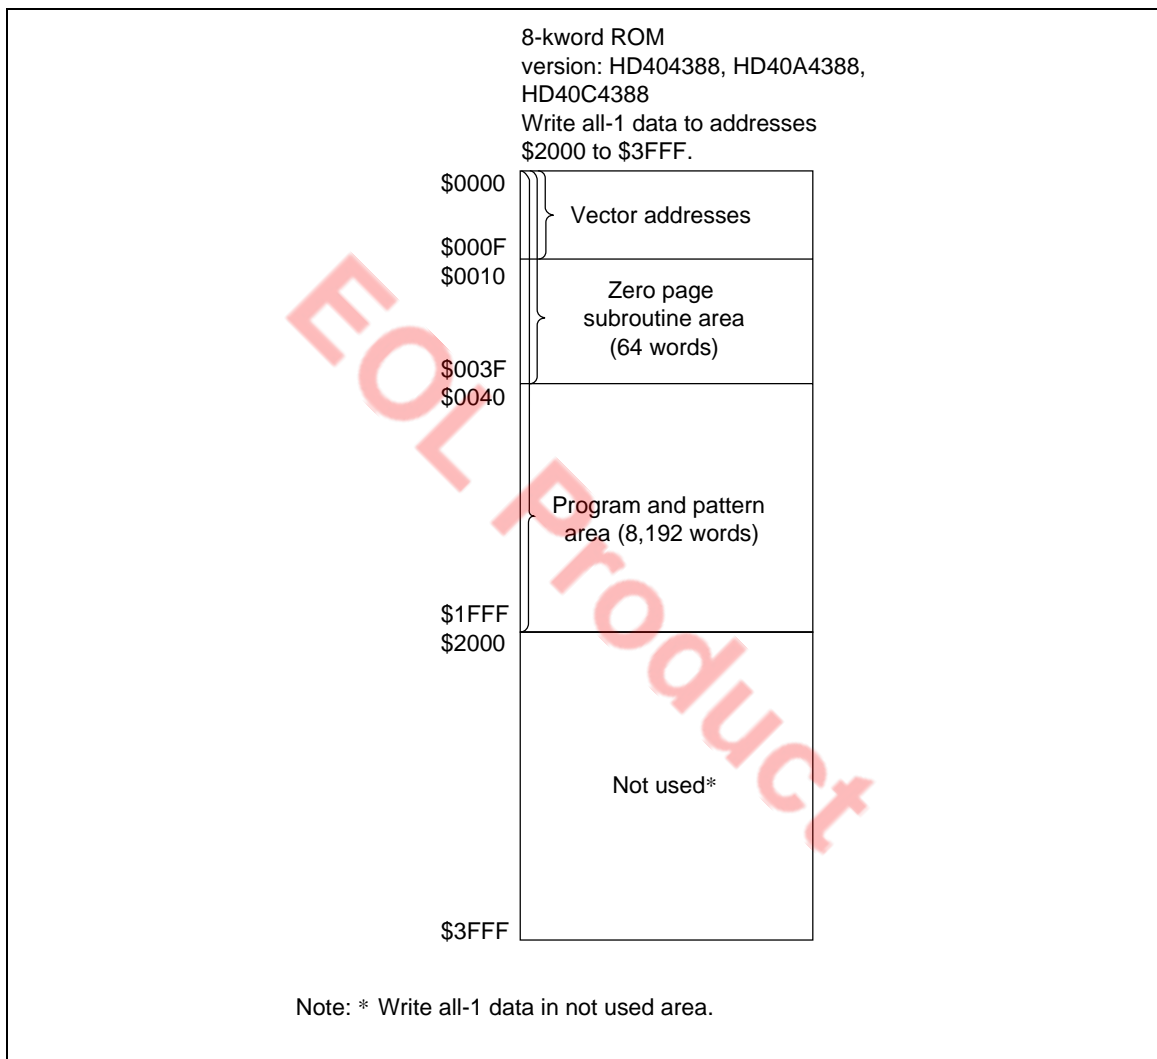 8-kword ROM
version: HD404388, HD40A4388,
HD40C4388
Write all-1 data to addresses
$2000 to $3FFF.
$0000
Vector addresses
$000F
$0010
Zero page
subroutine area
(64 words)
$003F
$0040
Program and pattern
area (8,192 words)
$1FFF
$2000
Not used*
$3FFF
Note: * Write all-1 data in not used area.
EOL Product